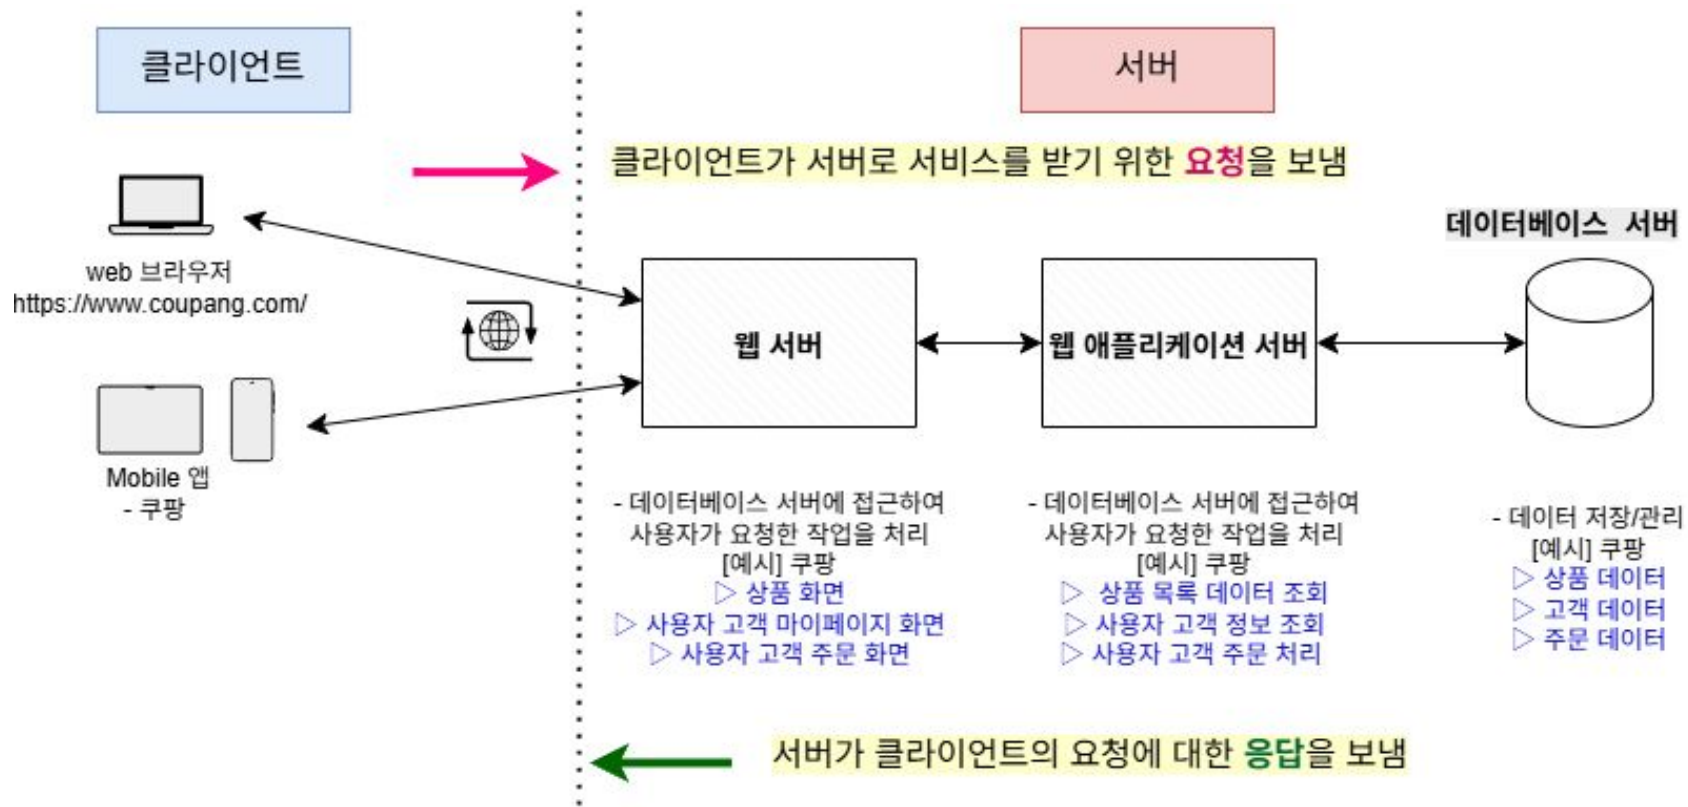 클라이언트
서버
클라이언트가 서버로 서비스를 받기 위한 요청을 보냄
web 브라우저
https://www.coupang.com/
Mobile 앱
- 쿠팡
웹 서버
웹 애플리케이션 서버
데이터베이스 서버
- 데이터베이스 서버에 접근하여
사용자가 요청한 작업을 처리
[예시] 쿠팡
▷ 상품 화면
▷ 사용자 고객 마이페이지 화면
▷ 사용자 고객 주문 화면
- 데이터베이스 서버에 접근하여
사용자가 요청한 작업을 처리
[예시] 쿠팡
▷ 상품 목록 데이터 조회
▷ 사용자 고객 정보 조회
▷ 사용자 고객 주문 처리
- 데이터 저장/관리
[예시] 쿠팡
▷ 상품 데이터
▷ 고객 데이터
▷ 주문 데이터
서버가 클라이언트의 요청에 대한 응답을 보냄